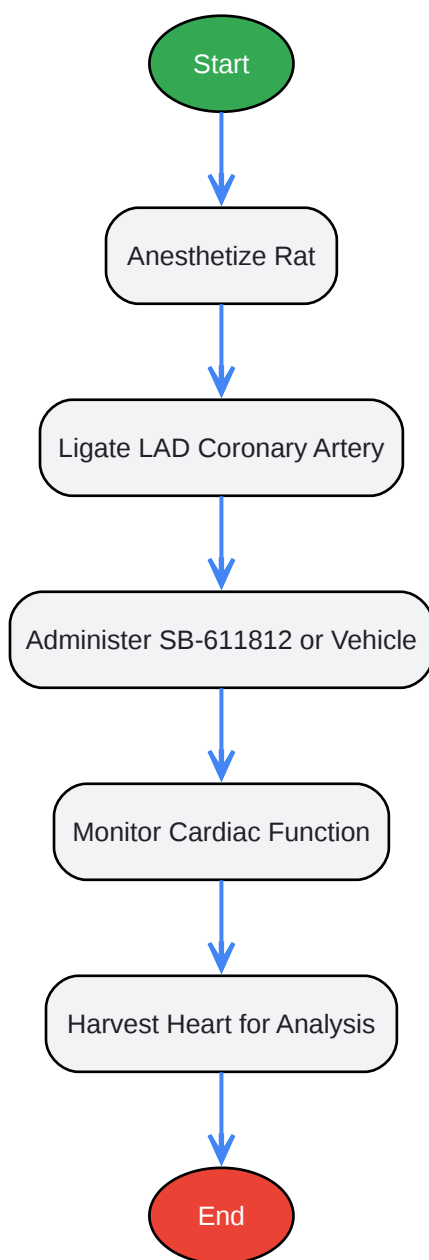 Start
Anesthetize Rat
Ligate LAD Coronary Artery
Administer SB-611812 or Vehicle
Monitor Cardiac Function
Harvest Heart for Analysis
End